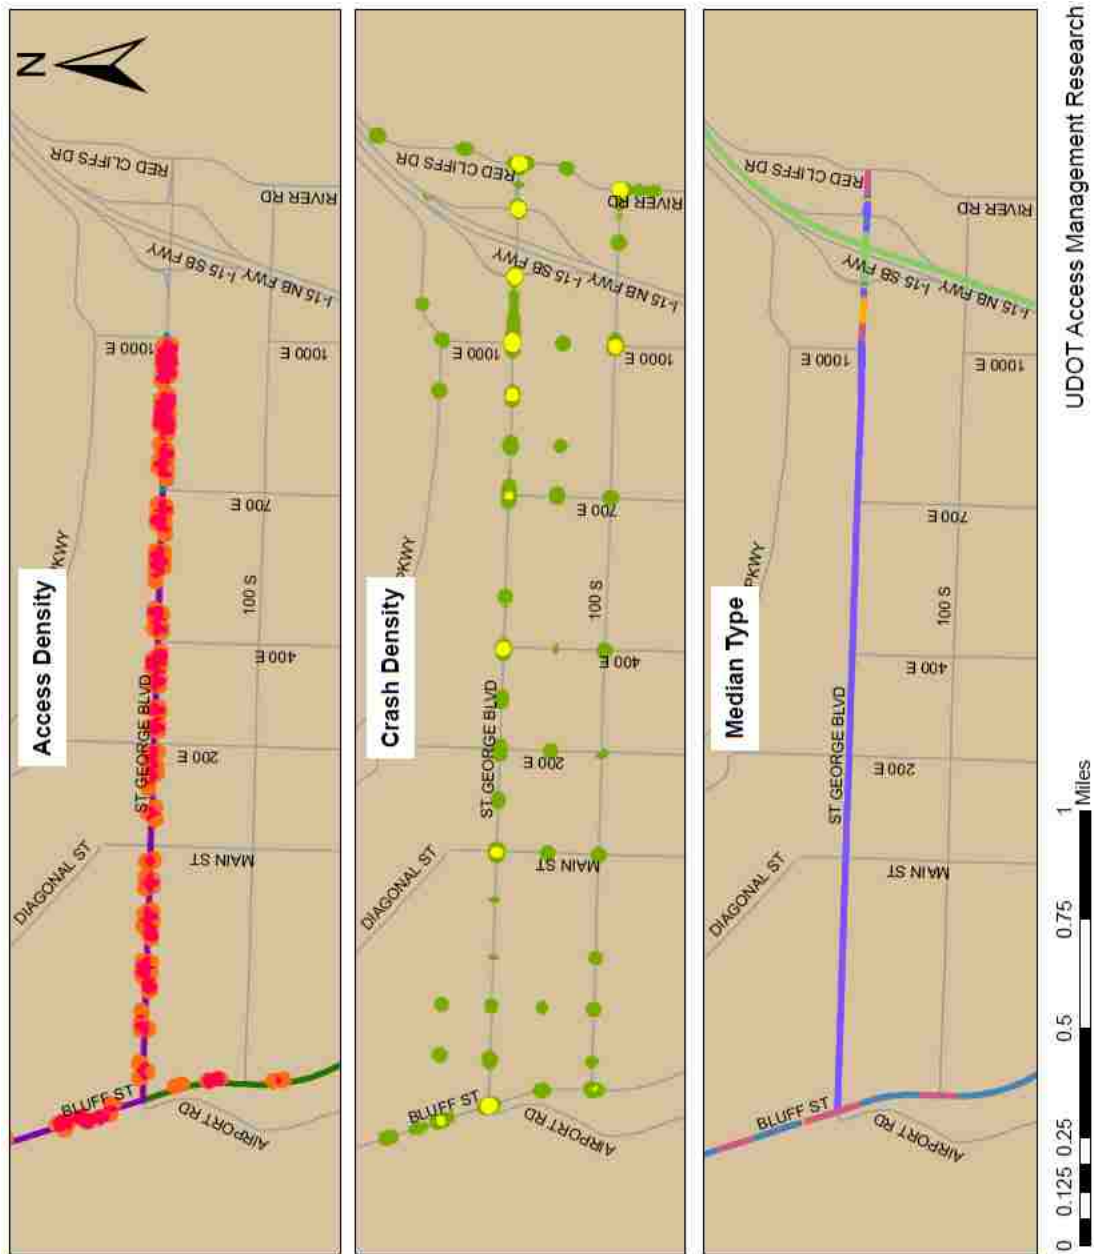 N
Access Density
DIAGONAL ST
KWY
RED CLIFFS DR
BLUFF ST
ST GEORGE BLVD
1000 E
I-15 SB FWY
I-15 NB FWY
AIRPORT RD
MAIN ST
200 E
400 E
100 S
700 E
1000 E
RIVER RD
Crash Density
DIAGONAL ST
PKWY
RED CLIFFS DR
BLUFF ST
ST GEORGE BLVD
1000 E
I-15 SB FWY
I-15 NB FWY
AIRPORT RD
MAIN ST
200 E
400 E
100 S
700 E
1000 E
RIVER RD
Median Type
DIAGONAL ST
PKWY
RED CLIFFS DR
BLUFF ST
ST GEORGE BLVD
1000 E
I-15 SB FWY
I-15 NB FWY
AIRPORT RD
MAIN ST
200 E
400 E
100 S
700 E
1000 E
RIVER RD
0 0.125 0.25 0.5 0.75 1
Miles
UDOT Access Management Research